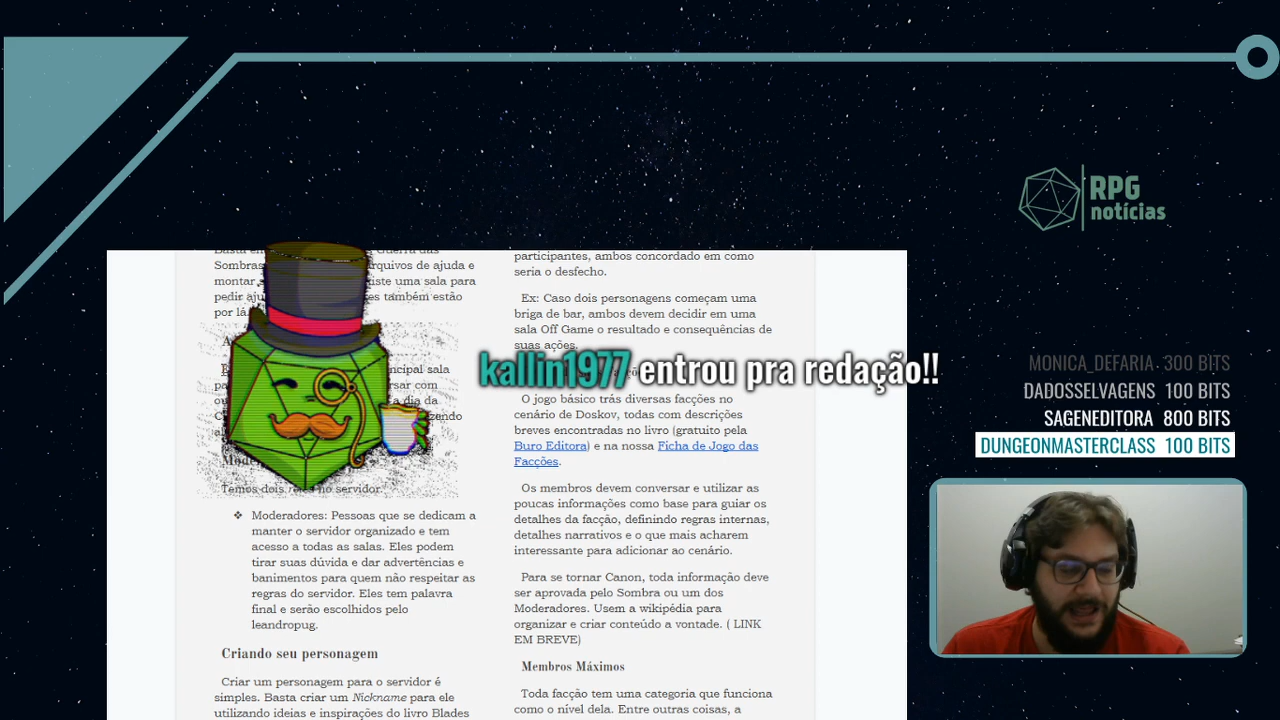 RPG
notícias
Sombras
rquivos de ajuda e
montar
iste uma sala para
pedir aju
es também estão
por lá.
ncipal sala
rsar com
a dia da
Temos dois no servidor
❖ Moderadores: Pessoas que se dedicam a
manter o servidor organizado e tem
acesso a todas as salas. Eles podem
tirar suas dúvida e dar advertências e
banimentos para quem não respeitar as
regras do servidor. Eles tem palavra
final e serão escolhidos pelo
leandropug.
Criando seu personagem
Criar um personagem para o servidor é
simples. Basta criar um Nickname para ele
utilizando ideias e inspirações do livro Blades
participantes, ambos concordado em como
seria o desfecho.
Ex: Caso dois personagens começam uma
briga de bar, ambos devem decidir em uma
sala Off Game o resultado e consequências de
suas ações.
kallin1977 entrou pra redação!!
O jogo básico trás diversas facções no
cenário de Doskov, todas com descrições
breves encontradas no livro (gratuito pela
Buro Editora) e na nossa Ficha de Jogo das
Facções.
Os membros devem conversar e utilizar as
poucas informações como base para guiar os
detalhes da facção, definindo regras internas,
detalhes narrativos e o que mais acharem
interessante para adicionar ao cenário.
Para se tornar Canon, toda informação deve
ser aprovada pelo Sombra ou um dos
Moderadores. Usem a wikipédia para
organizar e criar conteúdo a vontade. ( LINK
EM BREVE)
Membros Máximos
Toda facção tem uma categoria que funciona
como o nível dela. Entre outras coisas, a
MONICA_DEFARIA 300 BITS
DADOSSELVAGENS 100 BITS
SAGENEDITORA 800 BITS
DUNGEONMASTERCLASS 100 BITS